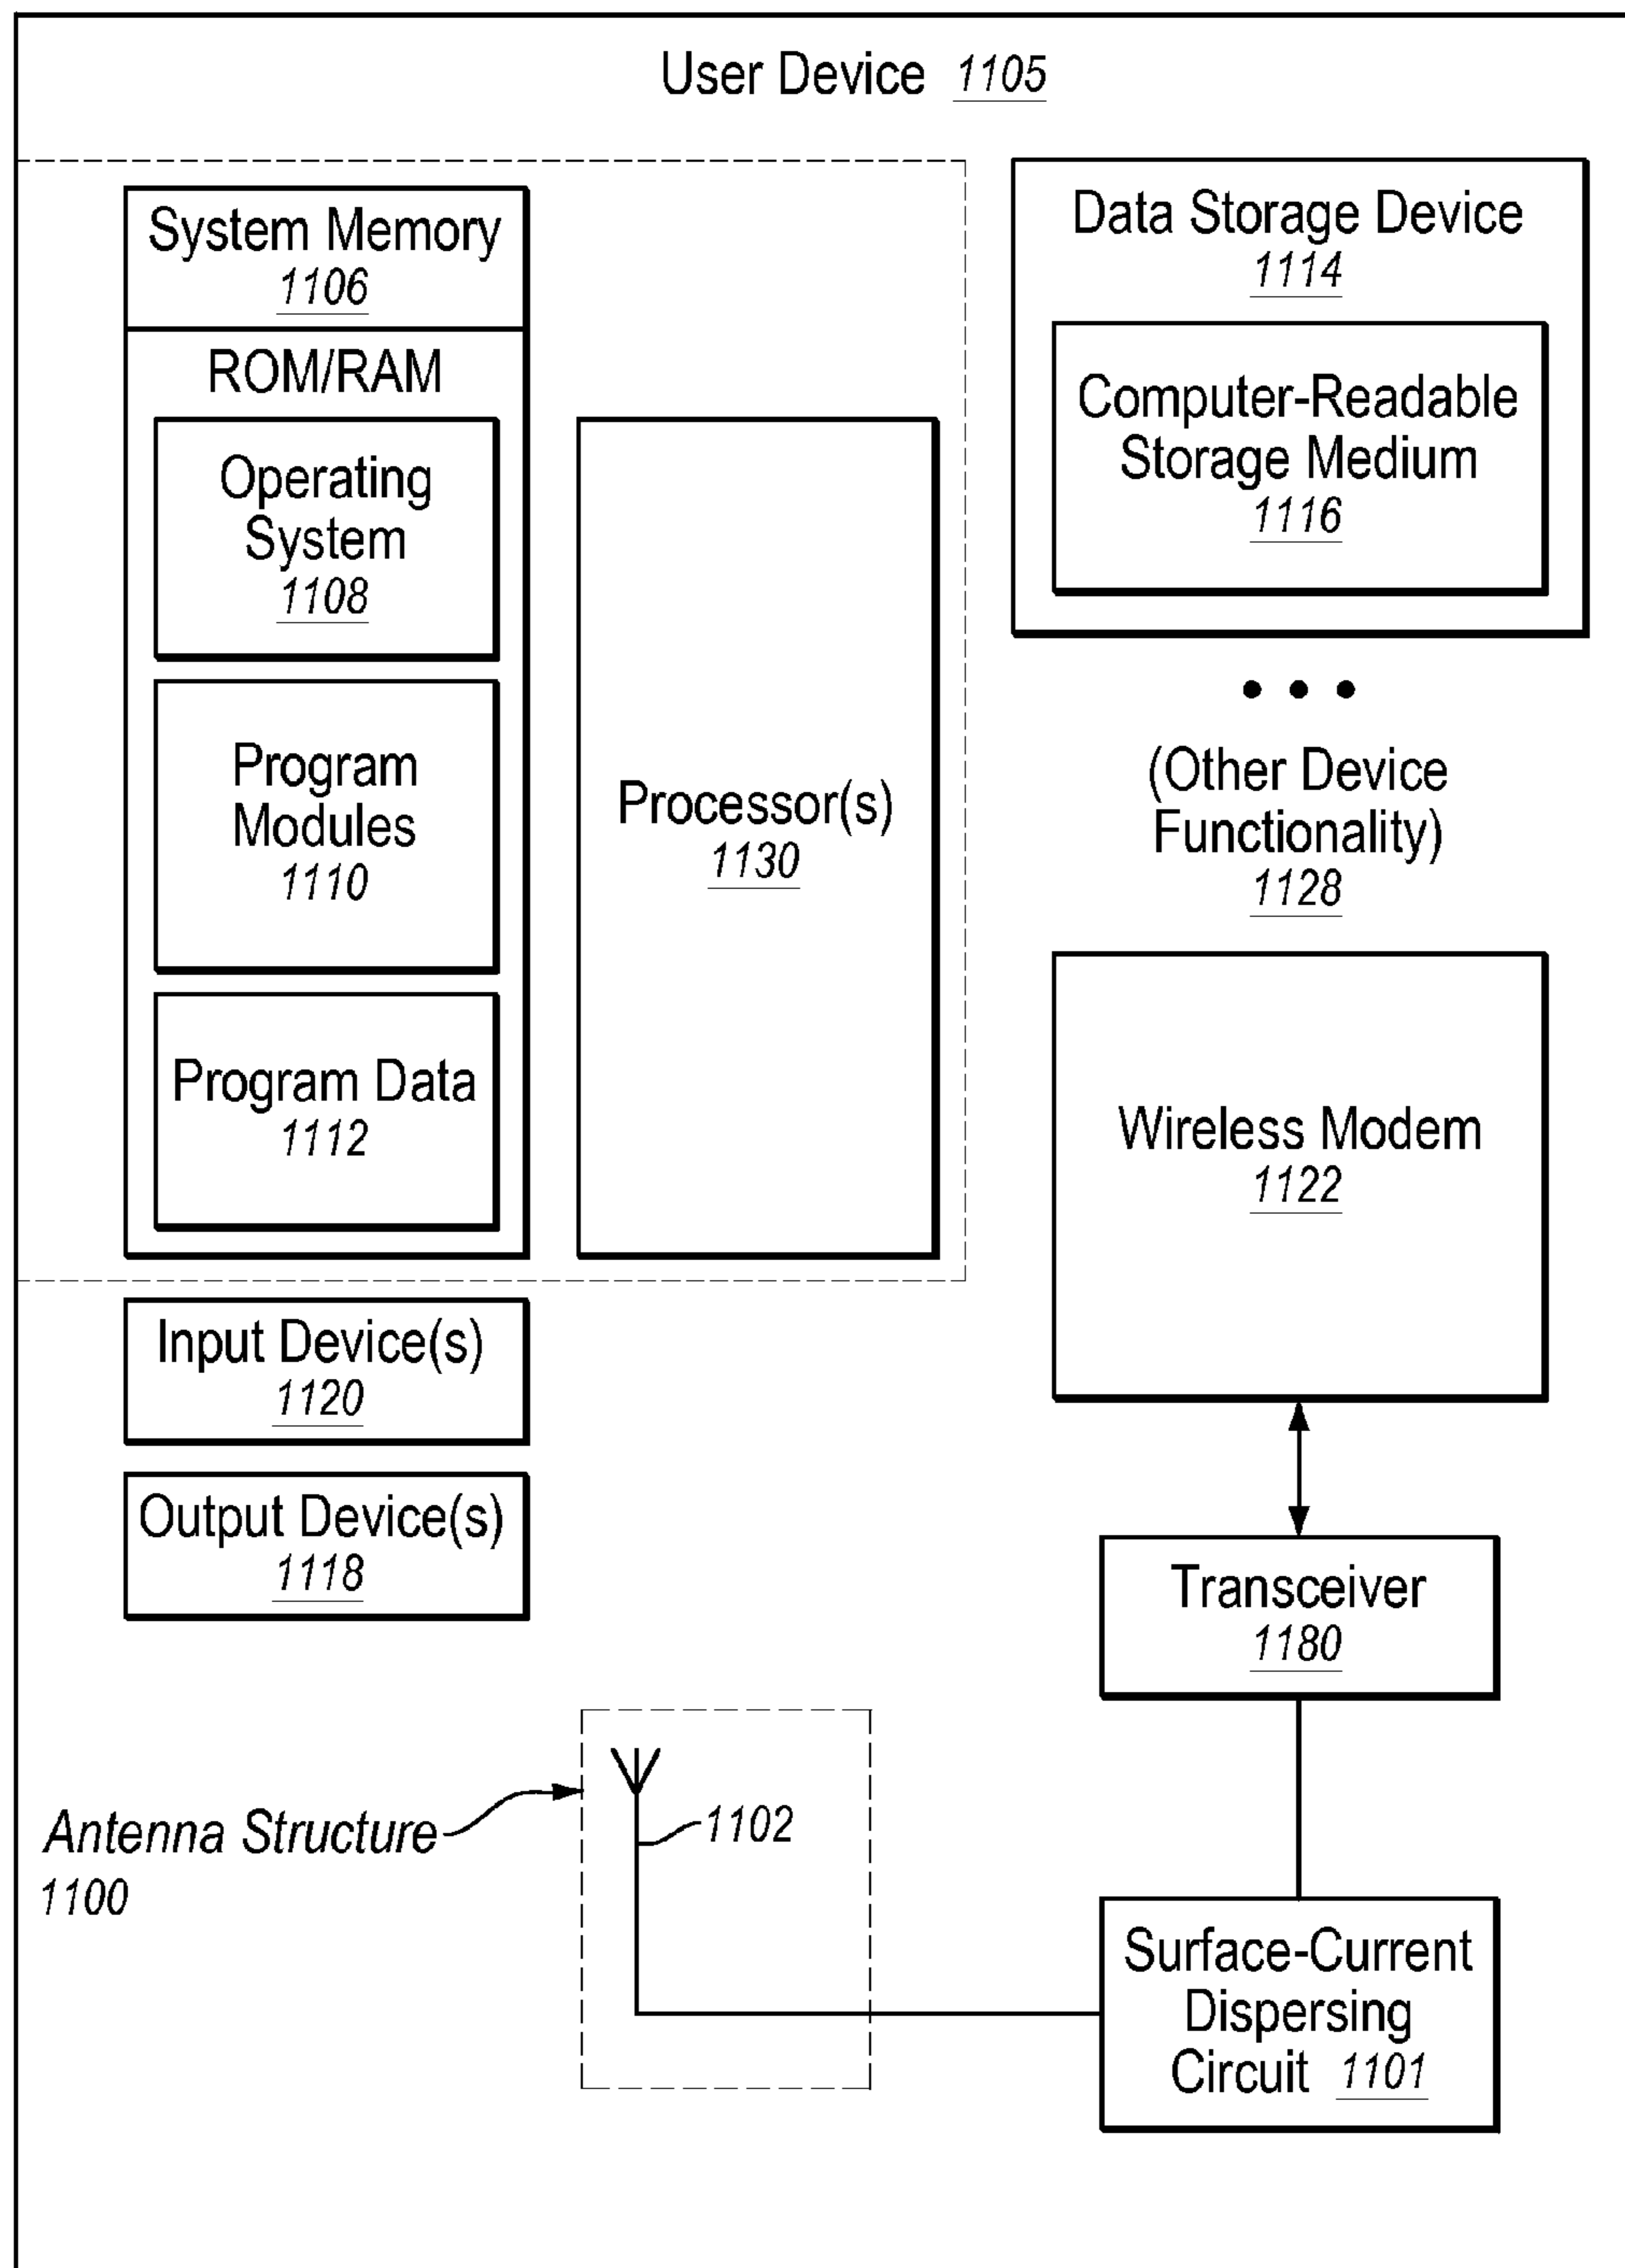 User Device 1105
System Memory
1106
ROM/RAM
Operating
System
1108
Program
Modules
1110
Program Data
1112
Processor(s)
1130
Input Device(s)
1120
Output Device(s)
1118
Data Storage Device
1114
Computer-Readable
Storage Medium
1116
• • •
(Other Device
Functionality)
1128
Wireless Modem
1122
Transceiver
1180
Antenna Structure
1100
1102
Surface-Current
Dispersing
Circuit 1101